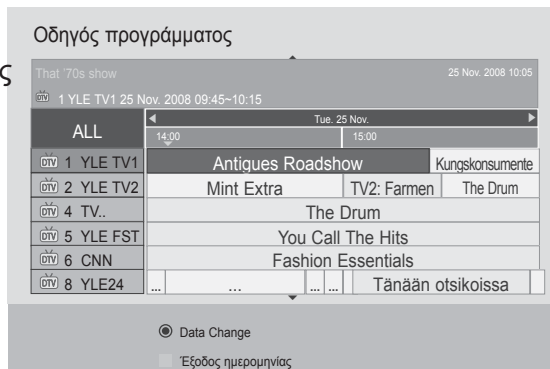 Οδηγός προγράμματος
ς
That '70s show 25 Nov. 2008 10:05
DTV 1 YLE TV1 25 Nov. 2008 09:45~10:15
ALL Tue. 25 Nov.
14:00 15:00
DTV 1 YLE TV1 Antigues Roadshow Kungskonsumente
DTV 2 YLE TV2 Mint Extra TV2: Farmen The Drum
DTV 4 TV.. The Drum
DTV 5 YLE FST You Call The Hits
DTV 6 CNN Fashion Essentials
DTV 8 YLE24 ... ... ... ... Tänään otsikoissa
Data Change
Έξοδος ημερομηνίας